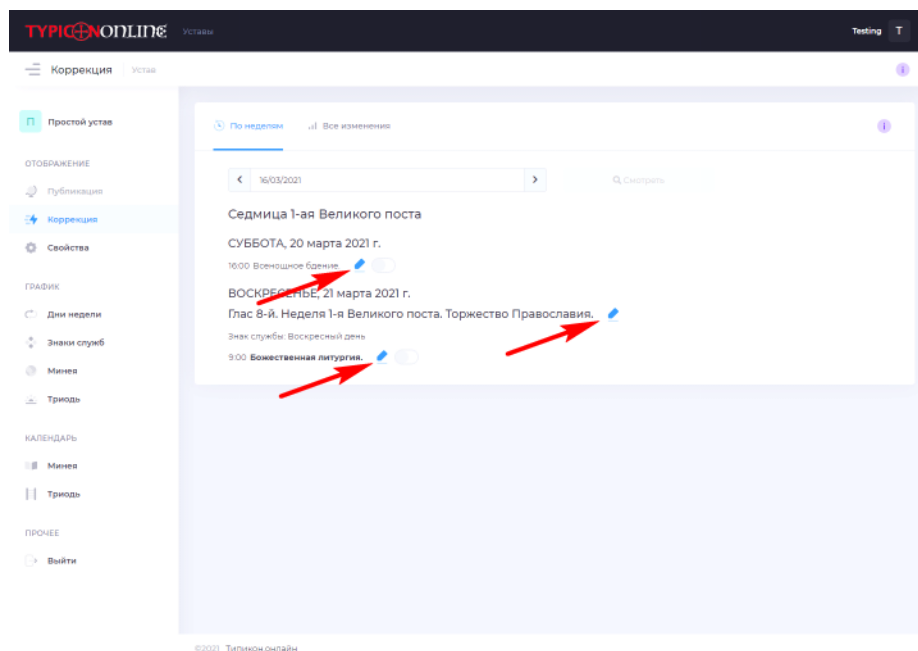 TYPICONONLINE Уставы Testing T
Коррекция Устав i
П Простой устав
По неделям Все изменения i
ОТОБРАЖЕНИЕ
16/03/2021 Смотреть
Публикация
Седмица 1-ая Великого поста
Коррекция
СУББОТА, 20 марта 2021 г.
Свойства
16:00 Всенощное бдение
ГРАФИК
ВОСКРЕСЕНЬЕ, 21 марта 2021 г.
Дни недели
Глас 8-й. Неделя 1-я Великого поста. Торжество Православия.
Знак службы: Воскресный день
Знаки служб
9:00 Божественная литургия.
Минея
Триодь
КАЛЕНДАРЬ
Минея
Триодь
ПРОЧЕЕ
Выйти
©2021 Типикон.онлайн